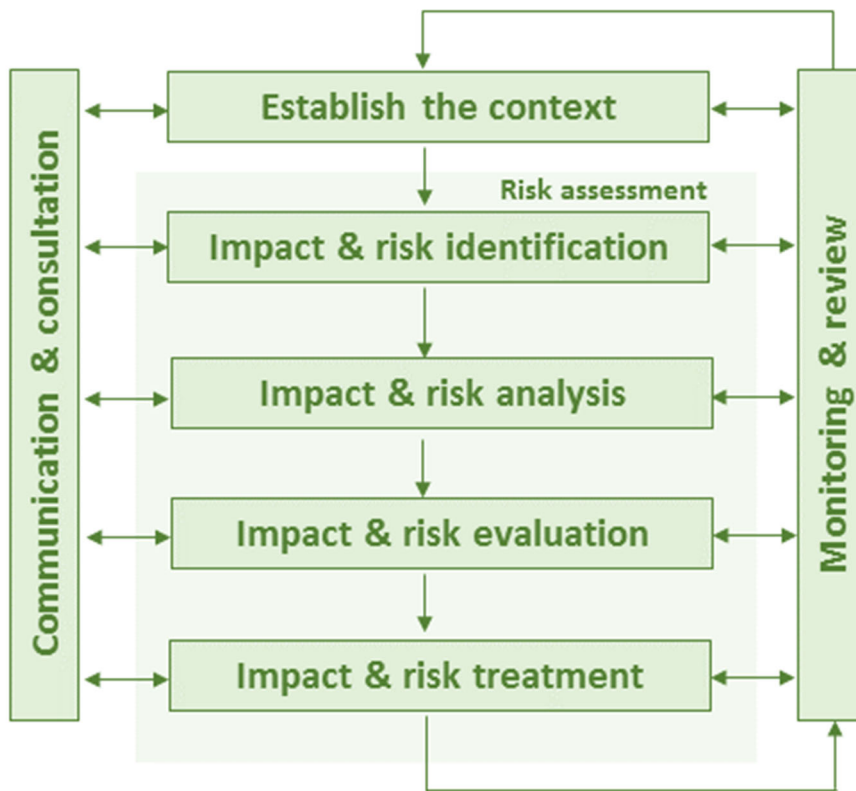 Establish the context
Risk assessment
Impact & risk identification
Impact & risk analysis
Impact & risk evaluation
Impact & risk treatment
Communication & consultation
Monitoring & review